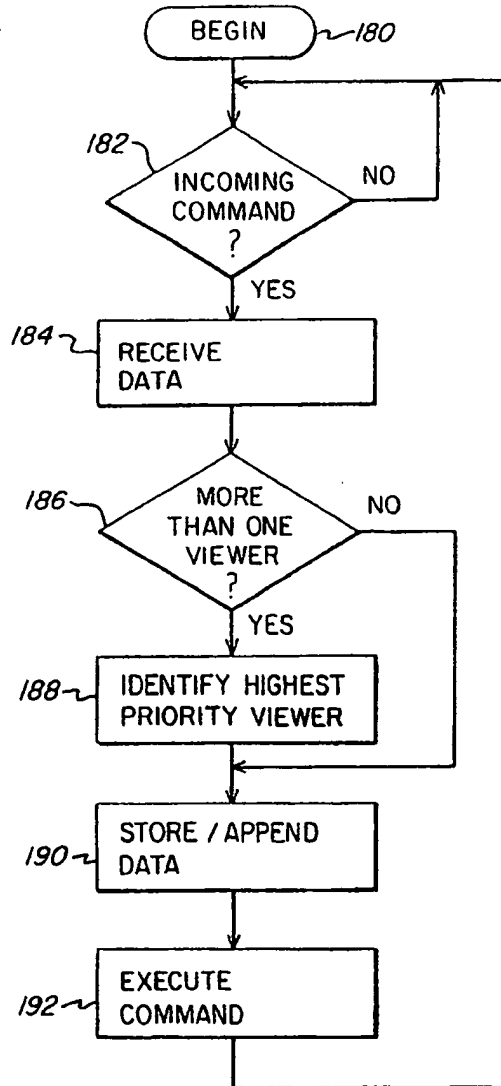 BEGIN 180
182
INCOMING
COMMAND
?
NO
YES
184
RECEIVE
DATA
186
MORE
THAN ONE
VIEWER
?
NO
YES
188
IDENTIFY HIGHEST
PRIORITY VIEWER
190
STORE / APPEND
DATA
192
EXECUTE
COMMAND